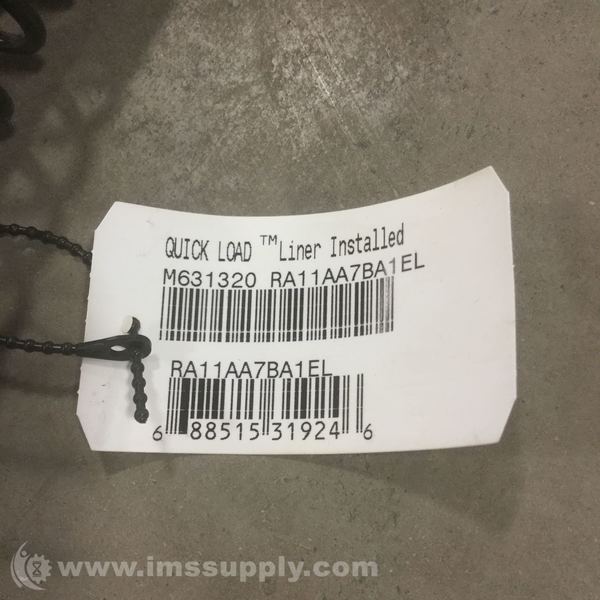 QUICK LOAD ™ Liner Installed
M631320 RA11AA7BA1EL
RA11AA7BA1EL
6 88515 31924 6
www.imssupply.com